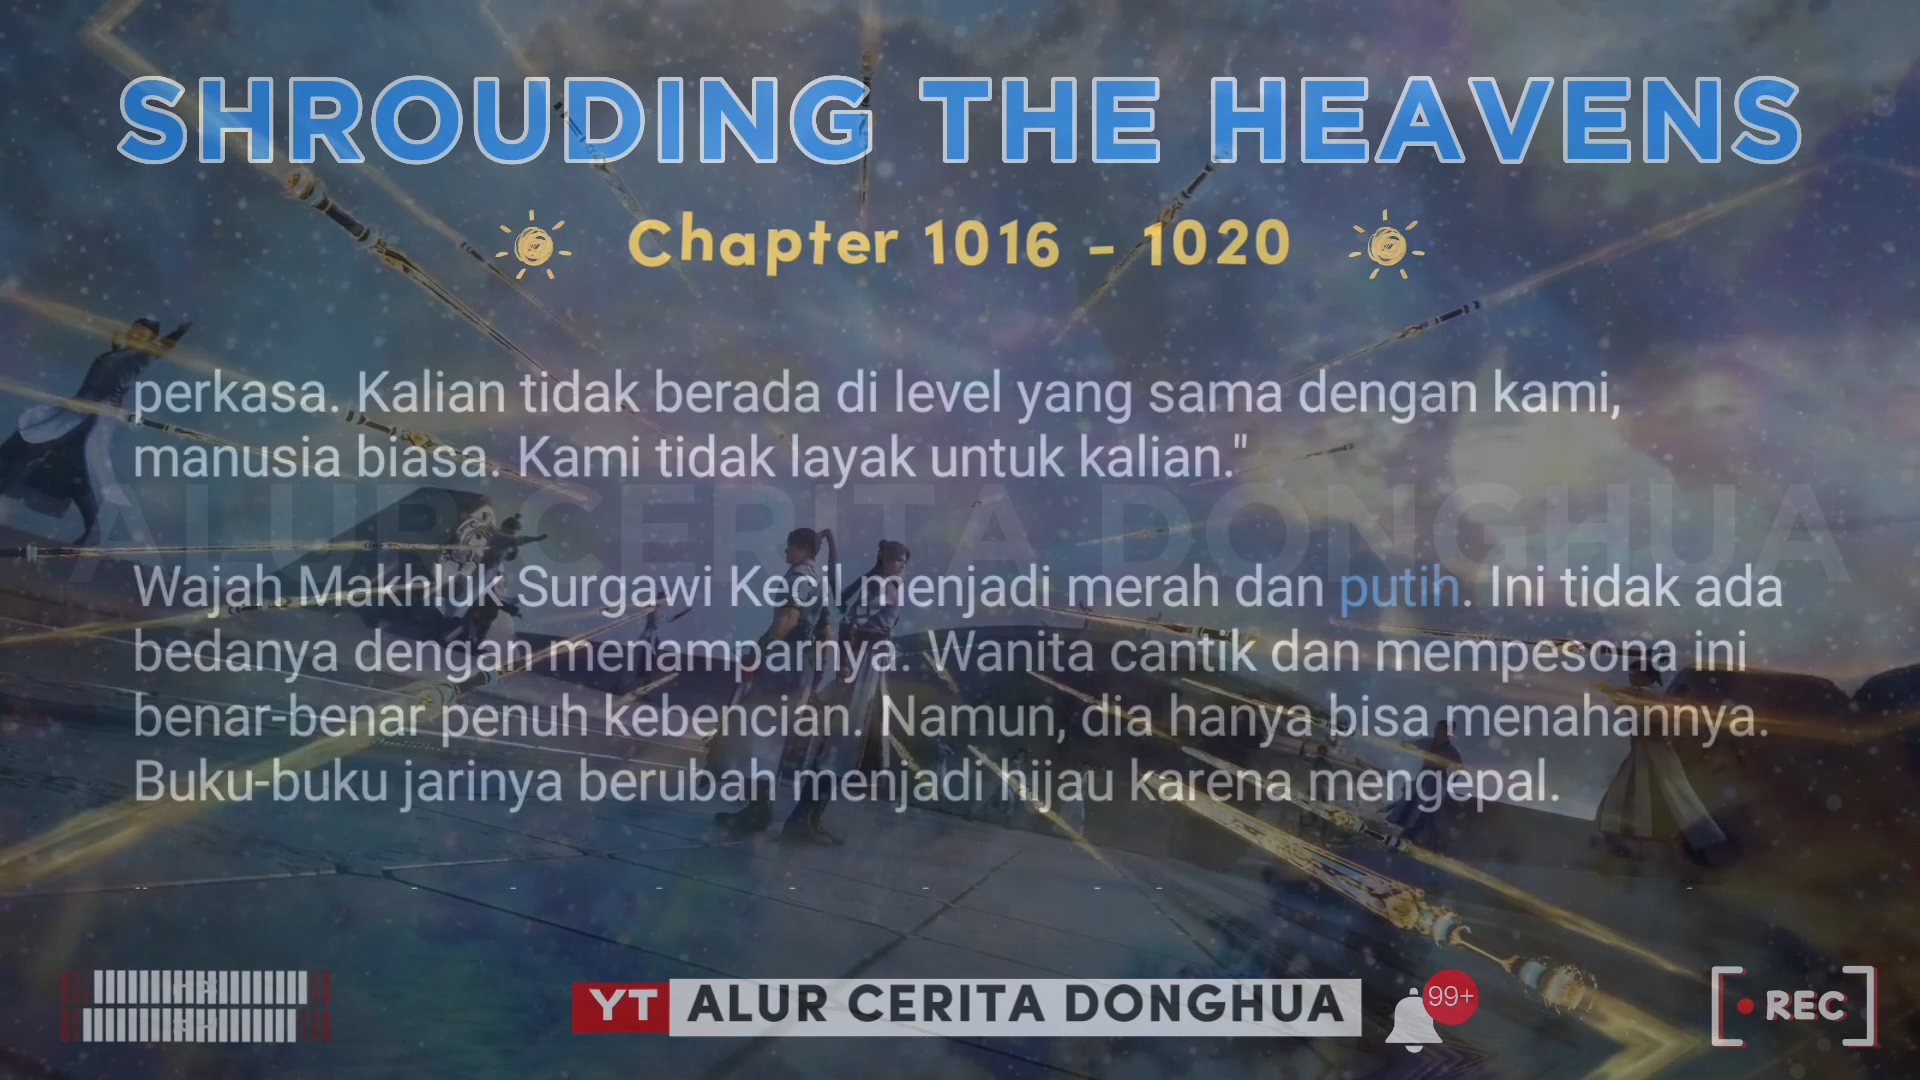 SHROUDING THE HEAVENS
Chapter 1016 - 1020
perkasa. Kalian tidak berada di level yang sama dengan kami,
manusia biasa. Kami tidak layak untuk kalian."
ALUR CERITA DONGHUA
Wajah Makhluk Surgawi Kecil menjadi merah dan putih. Ini tidak ada
bedanya dengan menamparnya. Wanita cantik dan mempesona ini
benar-benar penuh kebencian. Namun, dia hanya bisa menahannya.
Buku-buku jarinya berubah menjadi hijau karena mengepal.
YT ALUR CERITA DONGHUA
99+
REC